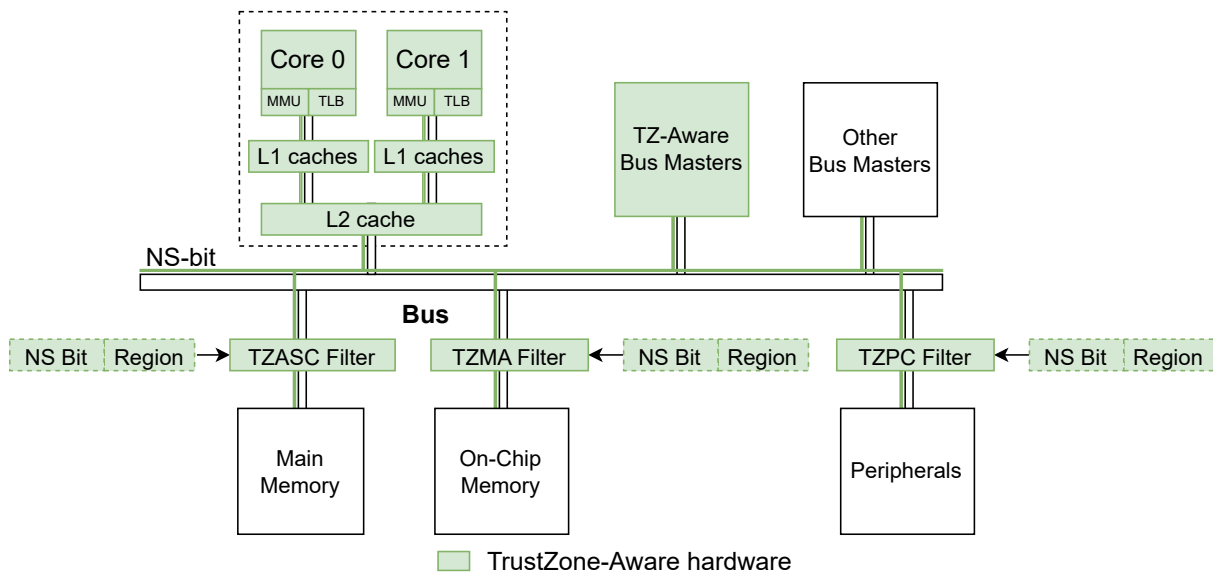 Core 0
Core 1
MMU
TLB
MMU
TLB
L1 caches
L1 caches
L2 cache
TZ-Aware
Bus Masters
Other
Bus Masters
NS-bit
Bus
NS Bit
Region
TZASC Filter
TZMA Filter
NS Bit
Region
TZPC Filter
NS Bit
Region
Main
Memory
On-Chip
Memory
Peripherals
TrustZone-Aware hardware